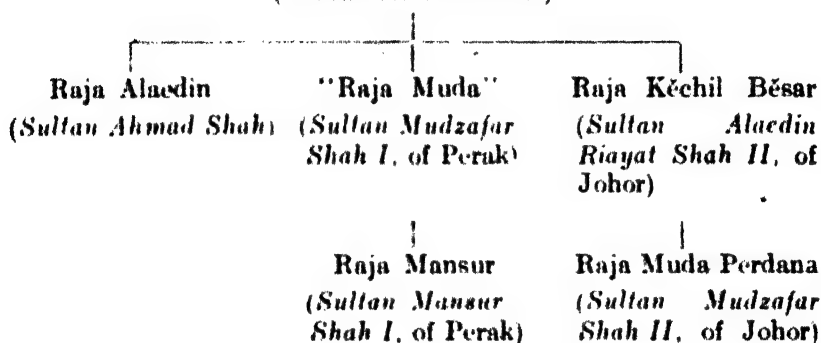 Raja Alaedin "Raja Muda" Raja Kĕchil Bĕsar
(Sultan Ahmad Shah) (Sultan Mudzafar (Sultan Alaedin
Shah I, of Perak) Riayat Shah II, of
Johor)
Raja Mansur Raja Muda Perdana
(Sultan Mansur (Sultan Mudzafar
Shah I, of Perak) Shah II, of Johor)